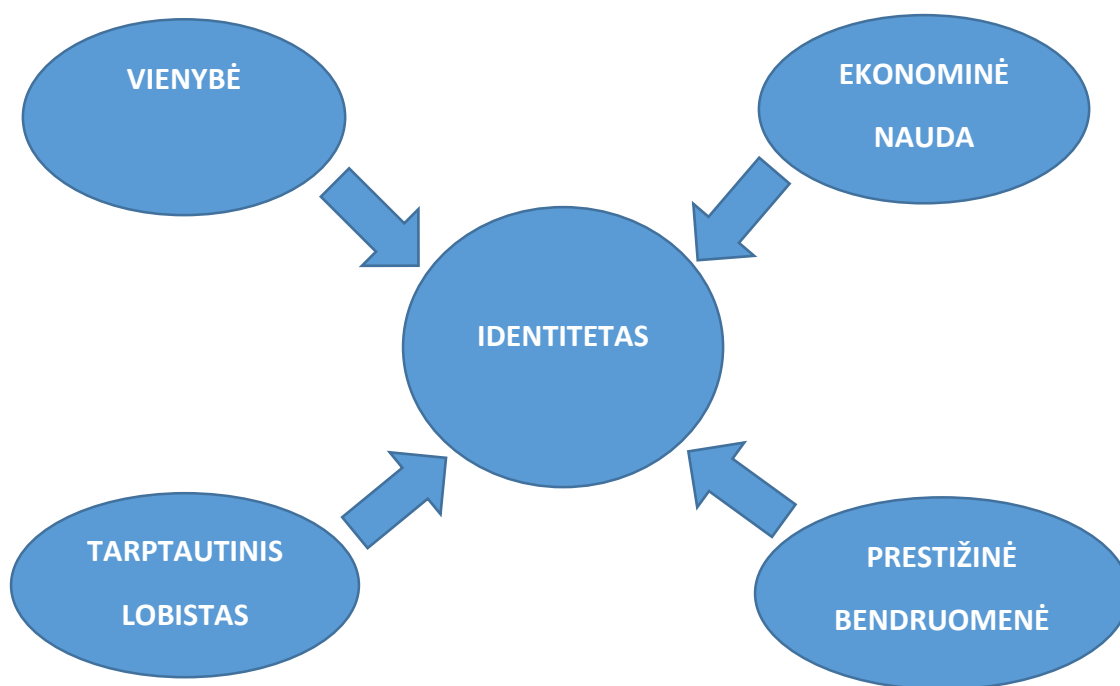 VIENYBĖ
EKONOMINĖ
NAUDA
IDENTITETAS
TARPTAUTINIS
LOBISTAS
PRESTIŽINĖ
BENDRUOMENĖ